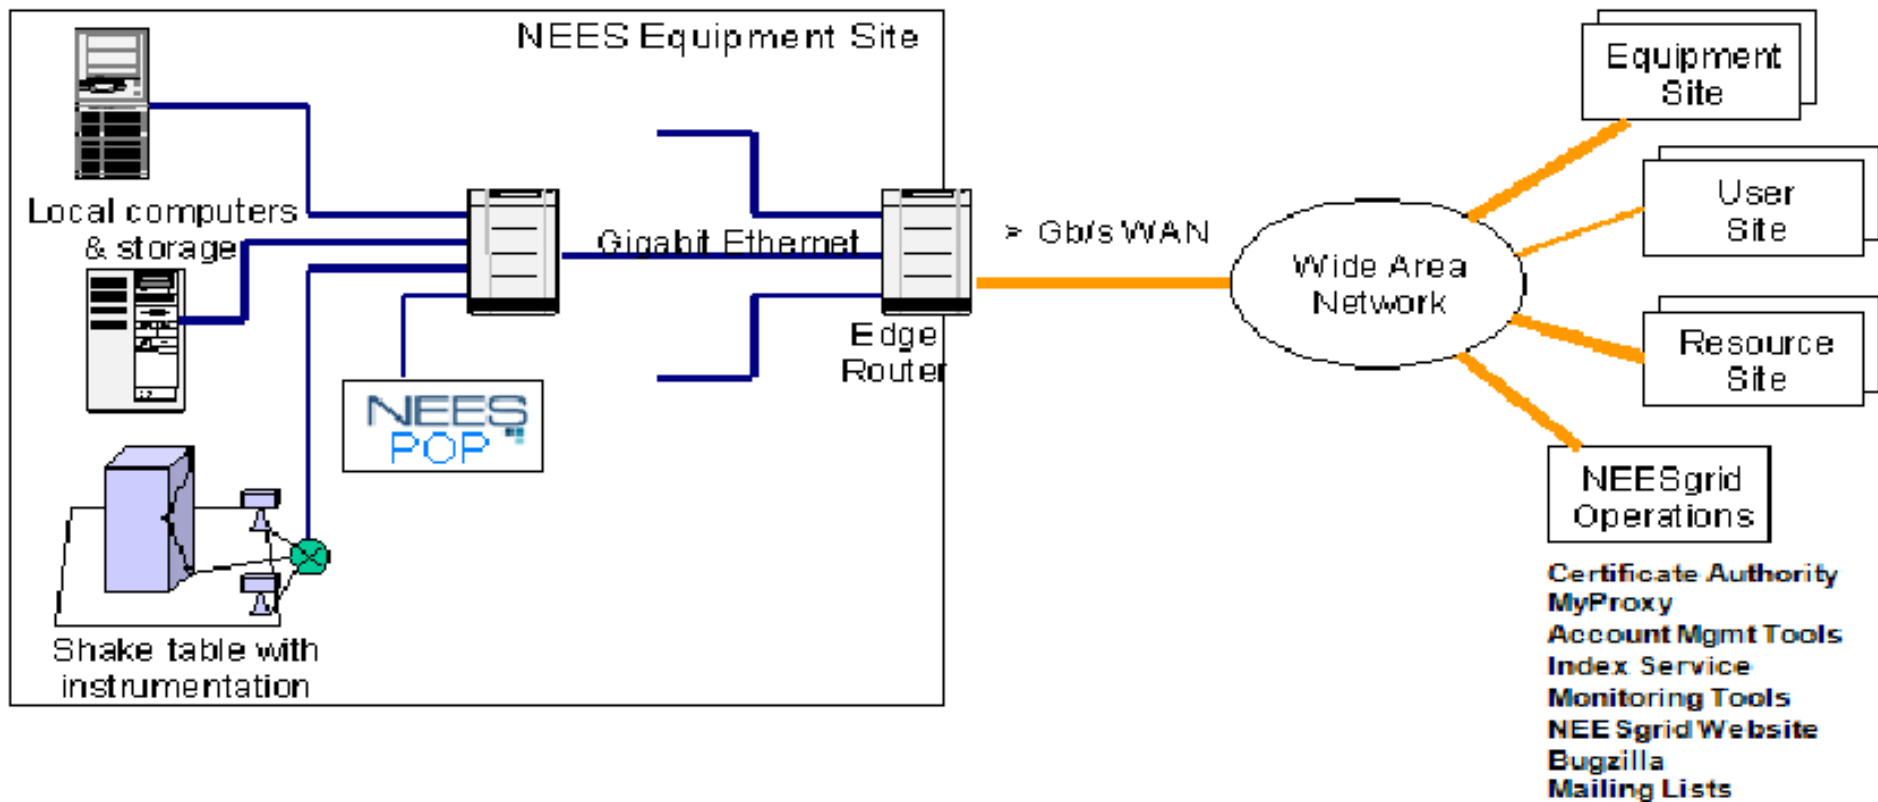 NEES Equipment Site
Local computers
& storage
Gigabit Ethernet
Edge
Router
NEES
POP
Shake table with
instrumentation
> Gb/s WAN
Wide Area
Network
Equipment
Site
User
Site
Resource
Site
NEESgrid
Operations
Certificate Authority
MyProxy
Account Mgmt Tools
Index Service
Monitoring Tools
NEESgrid Website
Bugzilla
Mailing Lists